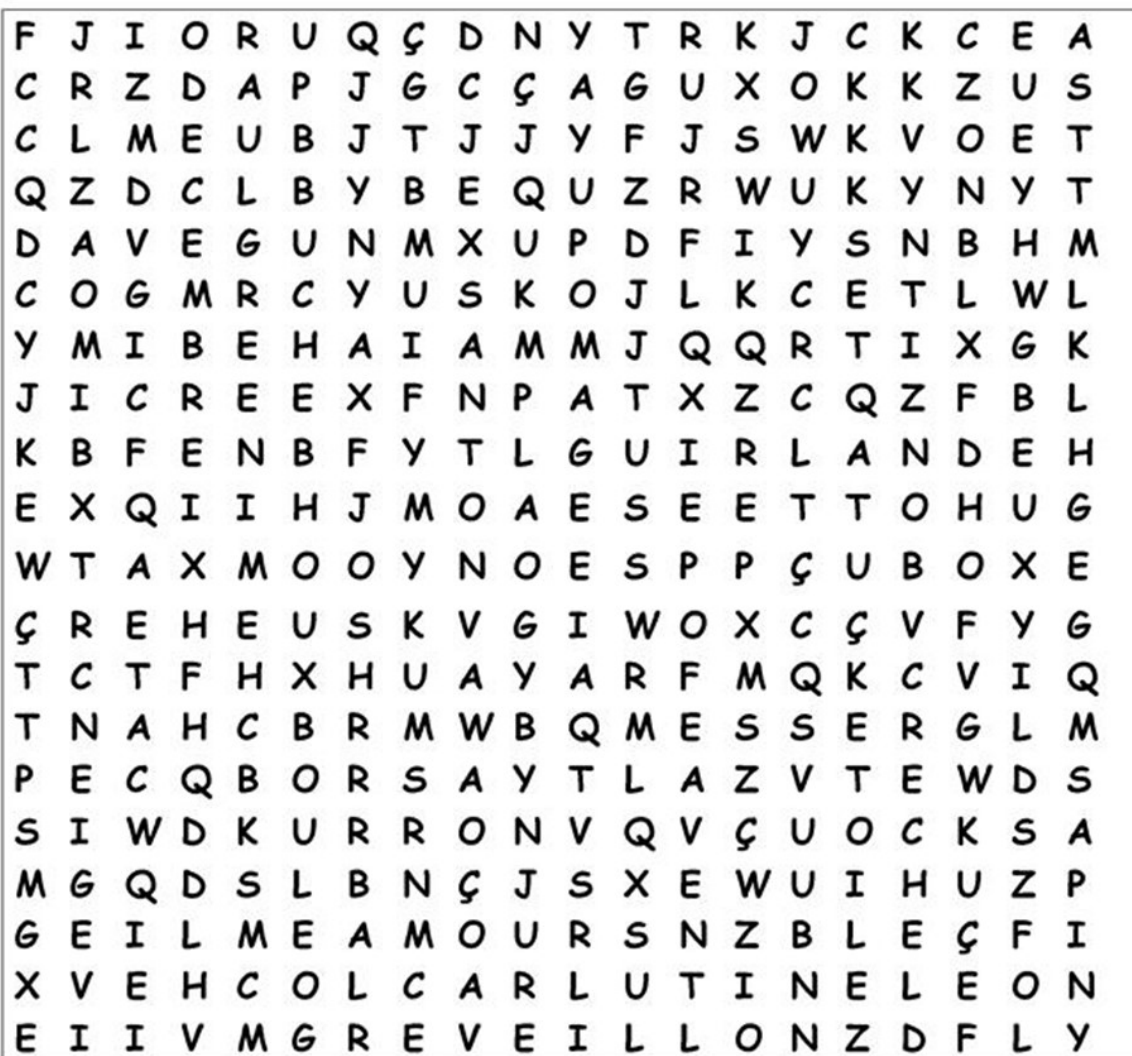 F J I O R U Q Ç D N Y T R K J C K C E A
C R Z D A P J G C Ç A G U X O K K Z U S
C L M E U B J T J J Y F J S W K V O E T
Q Z D C L B Y B E Q U Z R W U K Y N Y T
D A V E G U N M X U P D F I Y S N B H M
C O G M R C Y U S K O J L K C E T L W L
Y M I B E H A I A M M J Q Q R T I X G K
J I C R E E X F N P A T X Z C Q Z F B L
K B F E N B F Y T L G U I R L A N D E H
E X Q I I H J M O A E S E E T T O H U G
W T A X M O O Y N O E S P P Ç U B O X E
Ç R E H E U S K V G I W O X C Ç V F Y G
T C T F H X H U A Y A R F M Q K C V I Q
T N A H C B R M W B Q M E S S E R G L M
P E C Q B O R S A Y T L A Z V T E W D S
S I W D K U R R O N V Q V Ç U O C K S A
M G Q D S L B N Ç J S X E W U I H U Z P
G E I L M E A M O U R S N Z B L E Ç F I
X V E H C O L C A R L U T I N E L E O N
E I I V M G R E V E I L L O N Z D F L Y